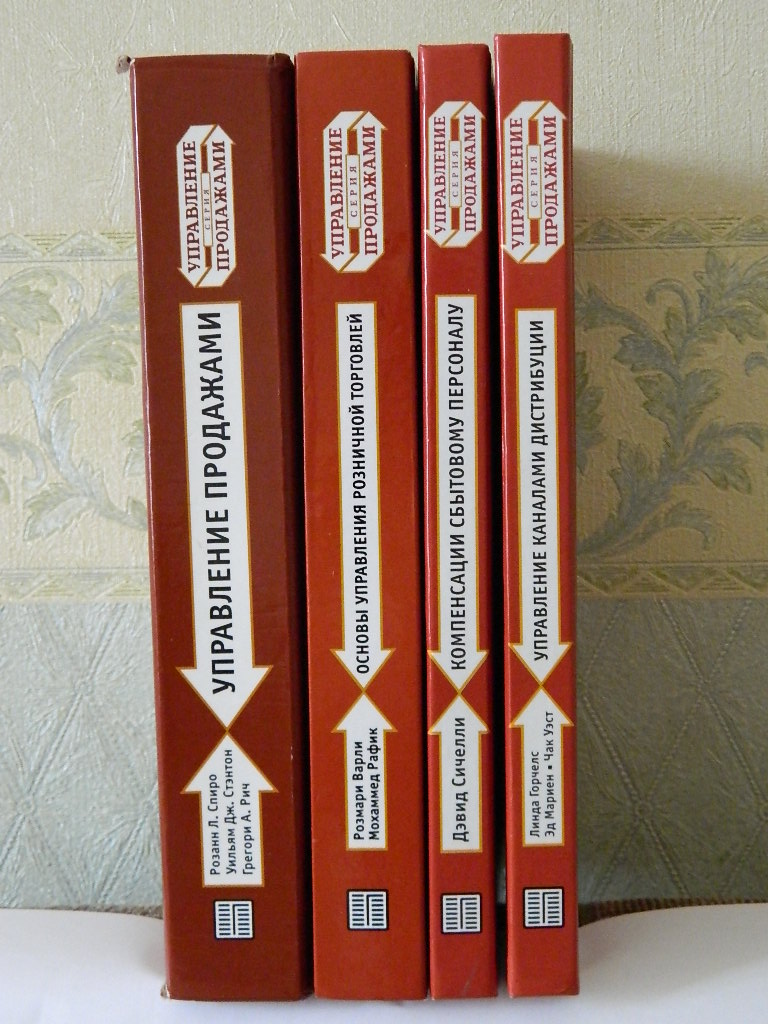 УПРАВЛЕНИЕ
СЕРИЯ
ПРОДАЖАМИ
УПРАВЛЕНИЕ ПРОДАЖАМИ
Розанн Л. Спиро
Уильям Дж. Стэнтон
Грегори А. Рич
УПРАВЛЕНИЕ
СЕРИЯ
ПРОДАЖАМИ
ОСНОВЫ УПРАВЛЕНИЯ РОЗНИЧНОЙ ТОРГОВЛЕЙ
Розмари Варли
Мохаммед Рафик
УПРАВЛЕНИЕ
СЕРИЯ
ПРОДАЖАМИ
КОМПЕНСАЦИИ СБЫТОВОМУ ПЕРСОНАЛУ
Дэвид Сичелли
УПРАВЛЕНИЕ
СЕРИЯ
ПРОДАЖАМИ
УПРАВЛЕНИЕ КАНАЛАМИ ДИСТРИБУЦИИ
Линда Горчелс
Эд Мариен ▪ Чак Уэст